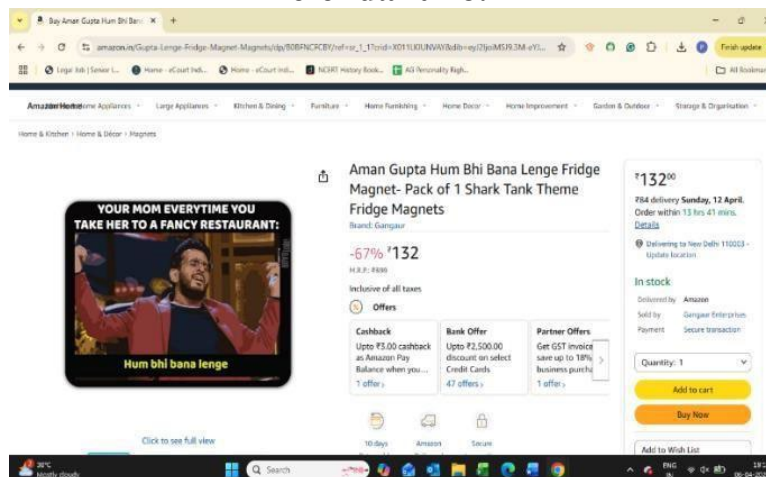 Buy Aman Gupta Hum Bhi Ban
amazon.in/Gupta-Lenge-Fridge-Magnet-Magnets/dp/
Finish update
Home - eCourt Indi...
Home - eCourt Indi...
NCERT History Book...
All Bookmar
Amazon Home
Home Appliances
Large Appliances
Kitchen & Dining
Furniture
Home Furnishing
Home Decor
Home Improvement
Garden & Outdoor
Storage & Organisation
Home & Kitchen › Home & Décor › Magnets
YOUR MOM EVERYTIME YOU
TAKE HER TO A FANCY RESTAURANT:
Hum bhi bana lenge
Click to see full view
Aman Gupta Hum Bhi Bana
Lenge Fridge
Magnet- Pack of 1 Shark Tank Theme
Fridge Magnets
Brand: Gangaur
-67% ₹132
Inclusive of all taxes
Offers
Cashback
Upto ₹3.00 cashback
as Amazon Pay
Balance when you...
1 offer ›
Bank Offer
Upto ₹2,500.00
discount on select
Credit Cards
47 offers ›
Partner Offers
Get GST invoice
save up to 18%
business purcha
1 offer ›
10 days
Amazon
Secure
₹13200
₹84 delivery Sunday, 12 April.
Order within 13 hrs 41 mins.
Details
Delivering to New Delhi 110003 -
Update location
In stock
Delivered by Amazon
Sold by Gangaur Enterprises
Payment Secure transaction
Quantity: 1
Add to cart
Buy Now
Add to Wish List
Mostly cloudy
Search
ENG